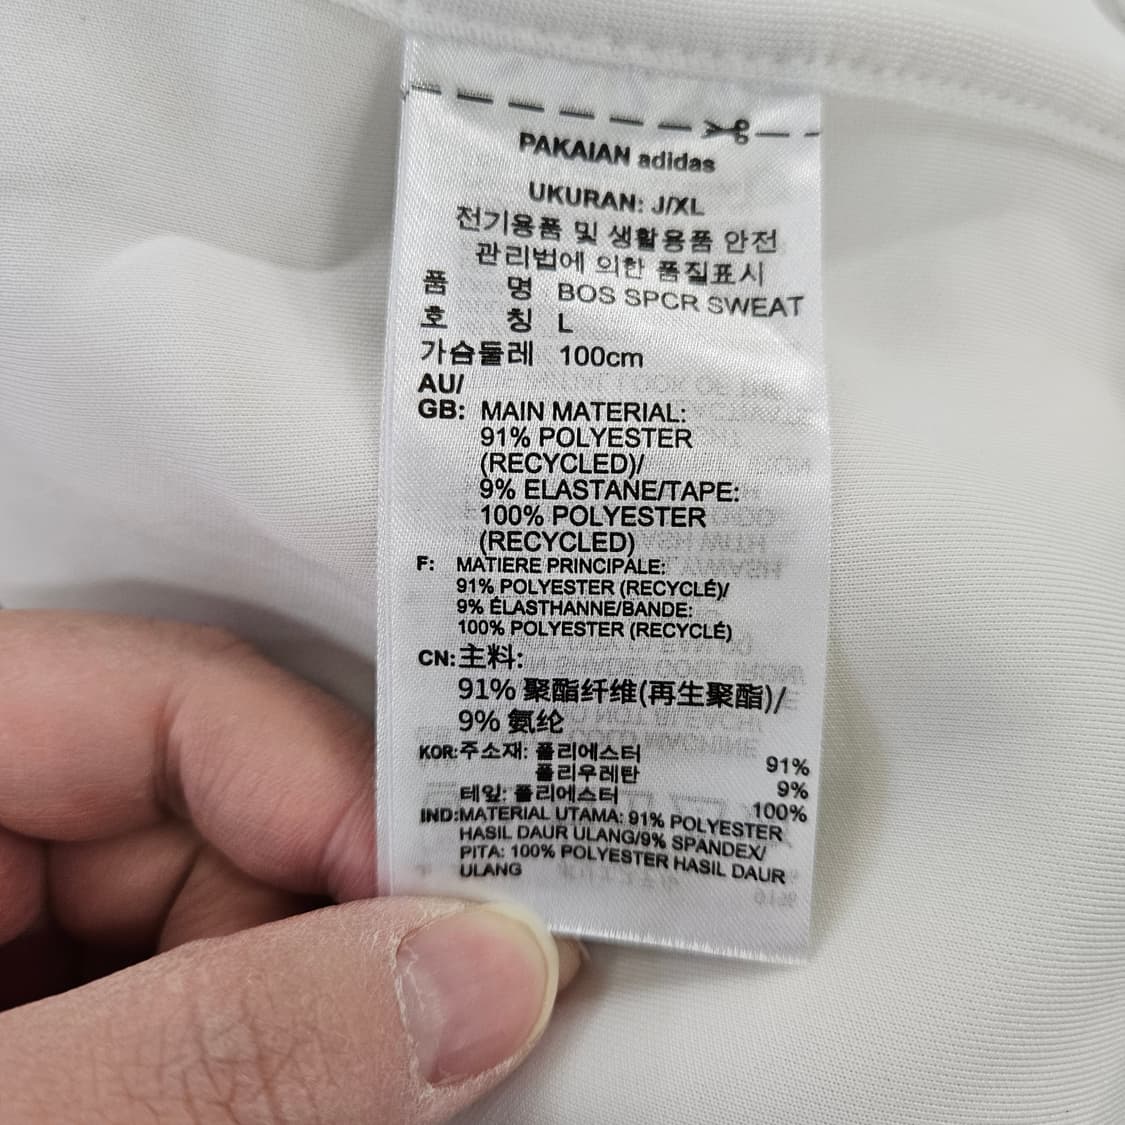 PAKAIAN adidas
UKURAN: J/XL
전기용품 및 생활용품 안전
관리법에 의한 품질표시
품 명 BOS SPCR SWEAT
호 칭 L
가슴둘레 100cm
AU/
GB: MAIN MATERIAL:
91% POLYESTER
(RECYCLED)/
9% ELASTANE/TAPE:
100% POLYESTER
(RECYCLED)
F: MATIERE PRINCIPALE:
91% POLYESTER (RECYCLÉ)/
9% ÉLASTHANNE/BANDE:
100% POLYESTER (RECYCLÉ)
CN: 主料:
91% 聚酯纤维(再生聚酯)/
9% 氨纶
KOR:주소재: 폴리에스터 91%
폴리우레탄 9%
테잎: 폴리에스터 100%
IND:MATERIAL UTAMA: 91% POLYESTER
HASIL DAUR ULANG/9% SPANDEX/
PITA: 100% POLYESTER HASIL DAUR
ULANG